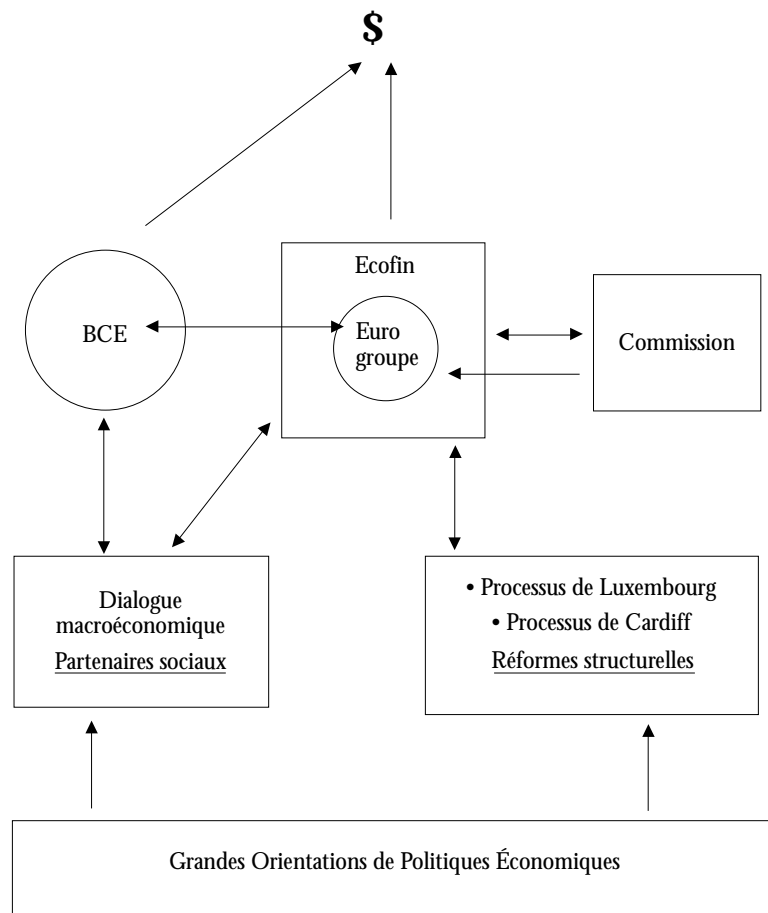 $
Ecofin
BCE
Euro
groupe
Commission
Dialogue
macroéconomique
Partenaires sociaux
• Processus de Luxembourg
• Processus de Cardiff
Réformes structurelles
Grandes Orientations de Politiques Économiques